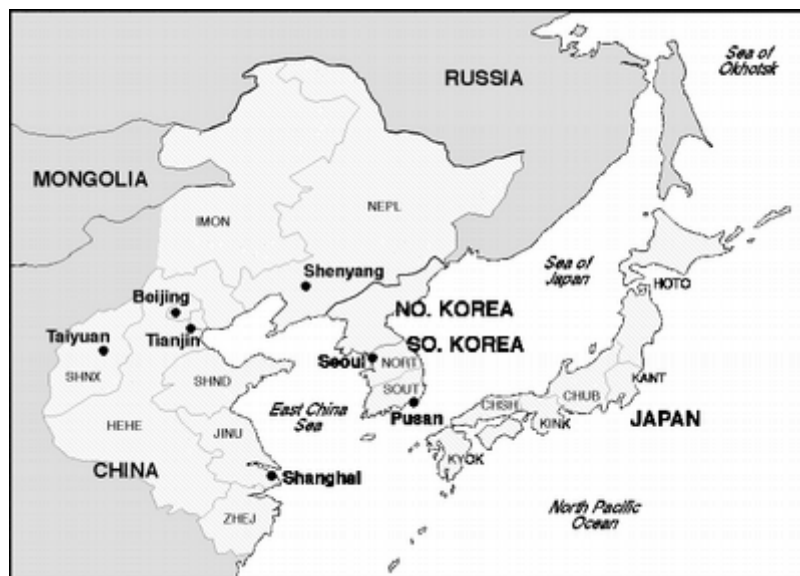 Sea of
Okhotsk
RUSSIA
MONGOLIA
NEPL
IMON
Shenyang
Sea of
Japan
HOTO
Beijing
NO. KOREA
Taiyuan
Tianjin
SO. KOREA
Seoul
NORT
SHNX
SHND
KANT
SOUT
CHUB
East China
Sea
Pusan
CHSH
KINK
JAPAN
HEHE
JINU
KYOK
CHINA
Shanghai
ZHEJ
North Pacific
Ocean